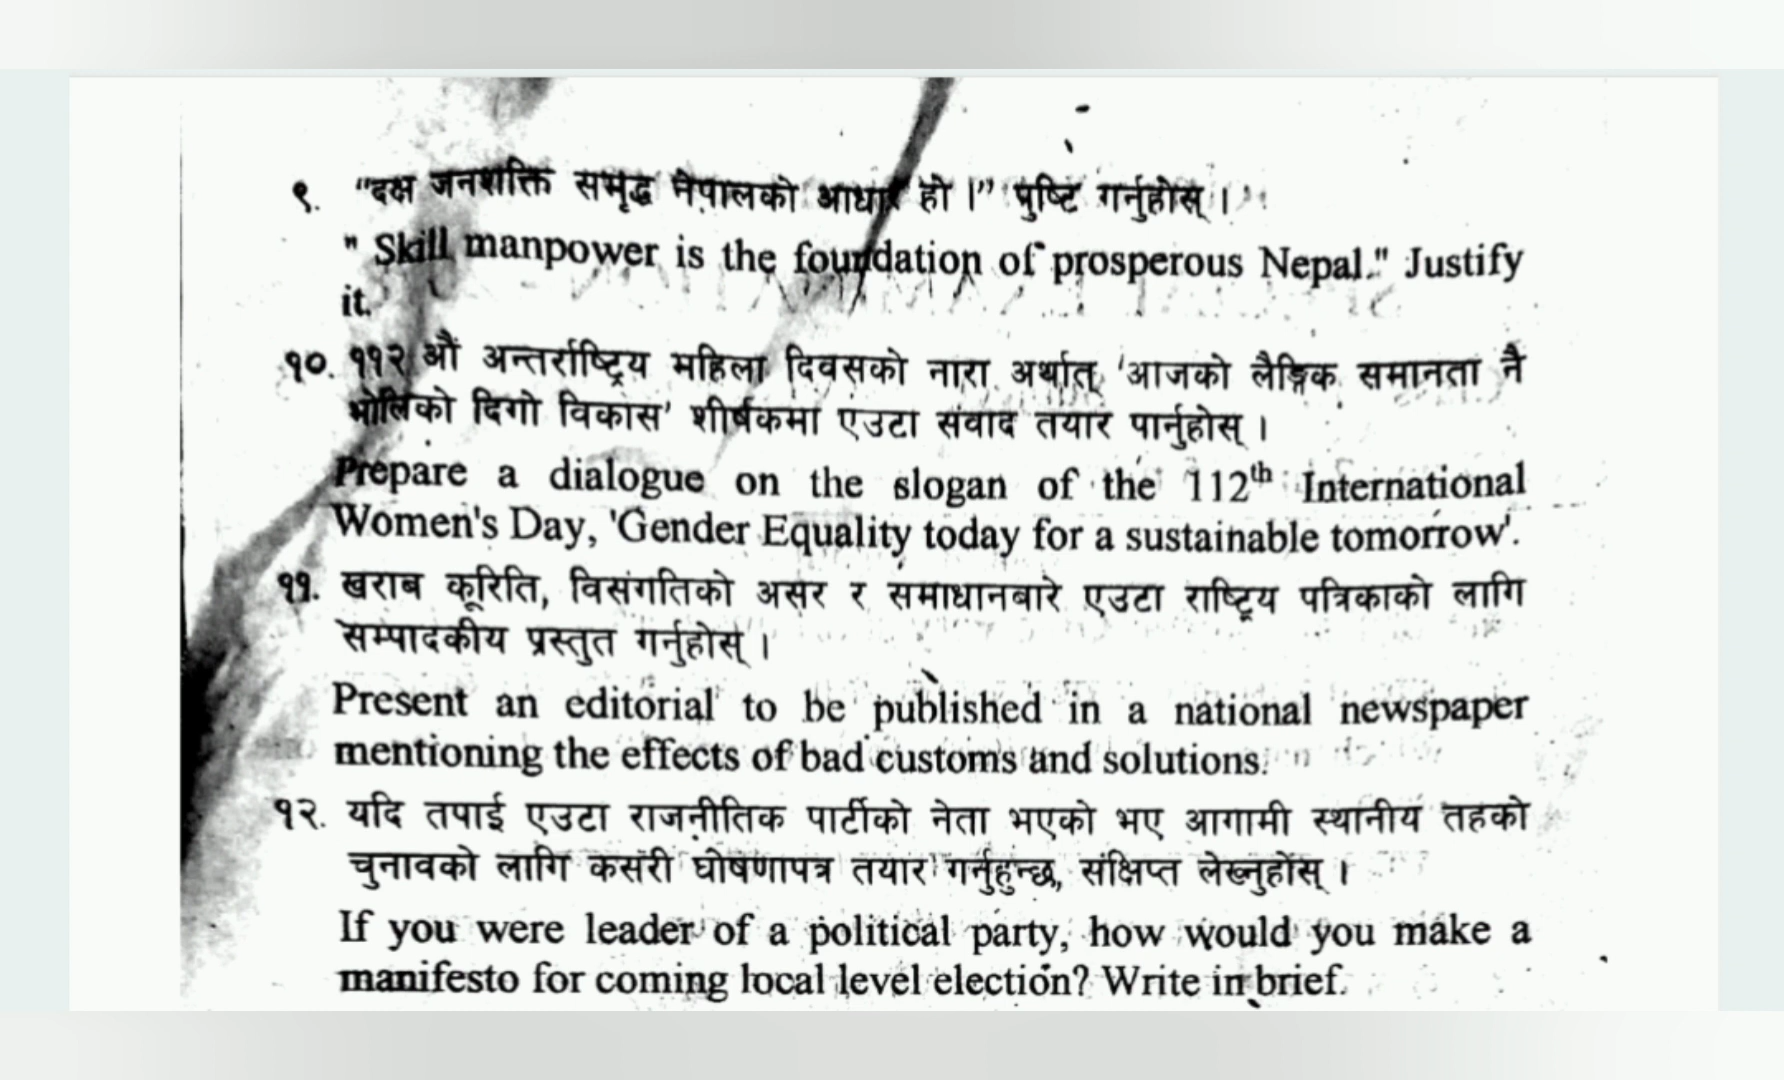 ९. "दक्ष जनशक्ति समृद्ध नेपालको आधार हो ।" पुष्टि गर्नुहोस् ।
" Skill manpower is the foundation of prosperous Nepal." Justify
it.
१०. ११२ औं अन्तर्राष्ट्रिय महिला दिवसको नारा अर्थात् 'आजको लैङ्गिक समानता नै
भोलिको दिगो विकास' शीर्षकमा एउटा संवाद तयार पार्नुहोस् ।
Prepare a dialogue on the slogan of the 112th International
Women's Day, 'Gender Equality today for a sustainable tomorrow'.
११. खराब कूरिति, विसंगतिको असर र समाधानबारे एउटा राष्ट्रिय पत्रिकाको लागि
सम्पादकीय प्रस्तुत गर्नुहोस् ।
Present an editorial to be published in a national newspaper
mentioning the effects of bad customs and solutions.
१२. यदि तपाई एउटा राजनीतिक पार्टीको नेता भएको भए आगामी स्थानीय तहको
चुनावको लागि कसरी घोषणापत्र तयार गर्नुहुन्छ, संक्षिप्त लेख्नुहोस् ।
If you were leader of a political party, how would you make a
manifesto for coming local level election? Write in brief.